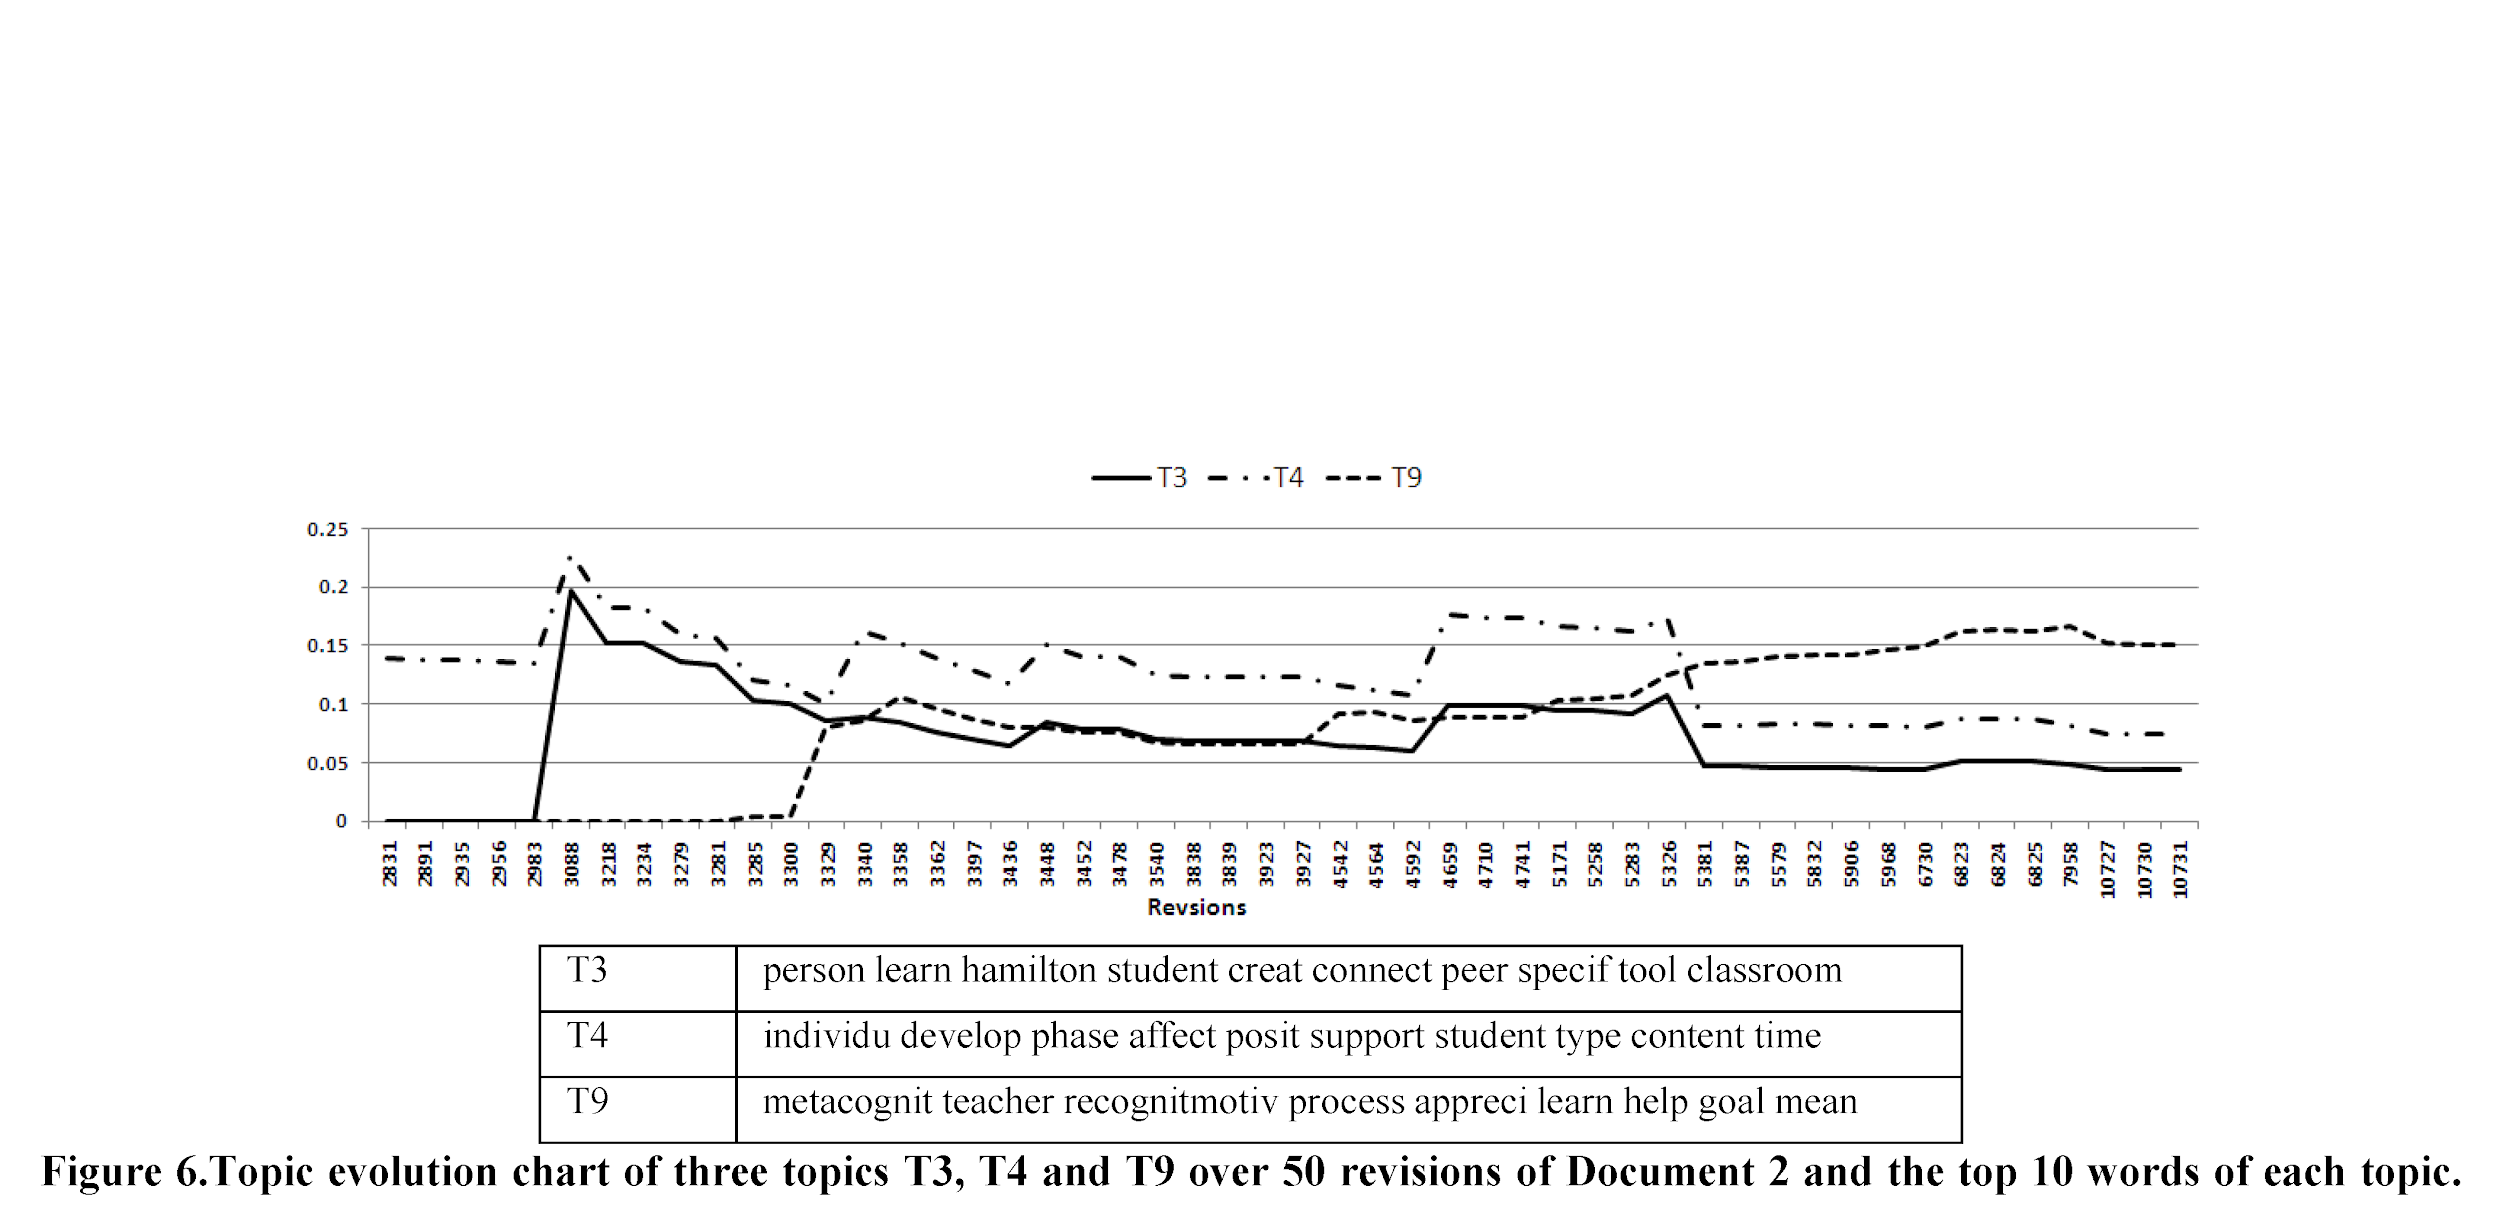 T3 T4 T9
0.25
0.2
0.15
0.1
0.05
0
2831 2891 2935 2956 2983 3088 3218 3234 3279 3281 3285 3300 3329 3340 3358 3362 3397 3436 3448 3452 3478 3540 3838 3839 3923 3927 4542 4564 4592 4659 4710 4741 5171 5258 5283 5326 5381 5387 5579 5832 5906 5968 6730 6823 6824 6825 7958 10727 10730 10731
Revsions
T3 person learn hamilton student creat connect peer specif tool classroom
T4 individu develop phase affect posit support student type content time
T9 metacognit teacher recognitmotiv process appreci learn help goal mean
Figure 6.Topic evolution chart of three topics T3, T4 and T9 over 50 revisions of Document 2 and the top 10 words of each topic.